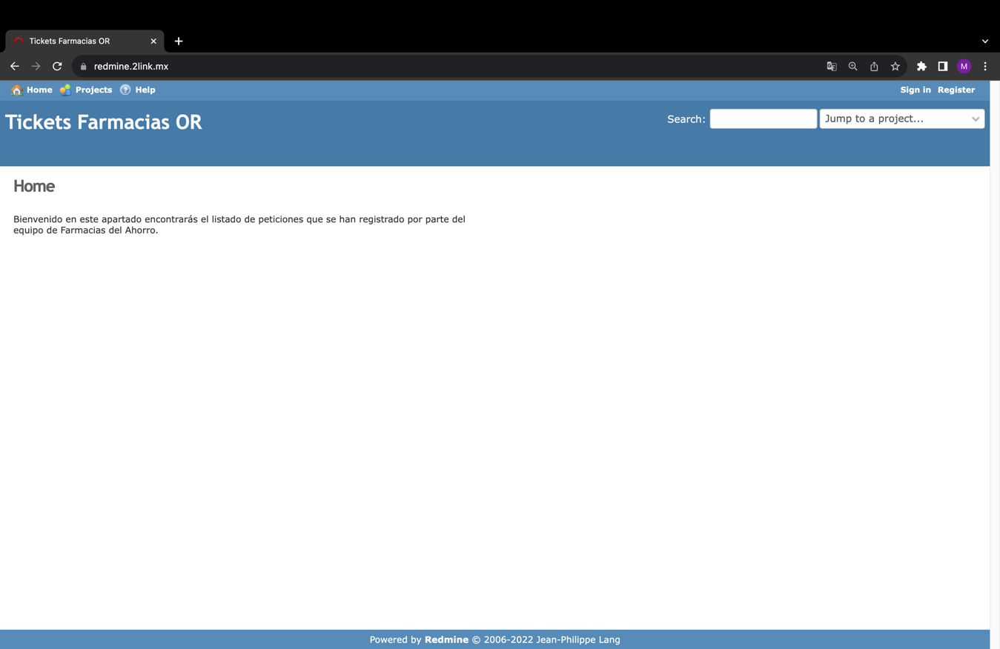 Tickets Farmacias OR
redmine.2link.mx
M
Home Projects Help Sign in Register
Tickets Farmacias OR
Search: Jump to a project...
Home
Bienvenido en este apartado encontrarás el listado de peticiones que se han registrado por parte del
equipo de Farmacias del Ahorro.
Powered by Redmine © 2006-2022 Jean-Philippe Lang